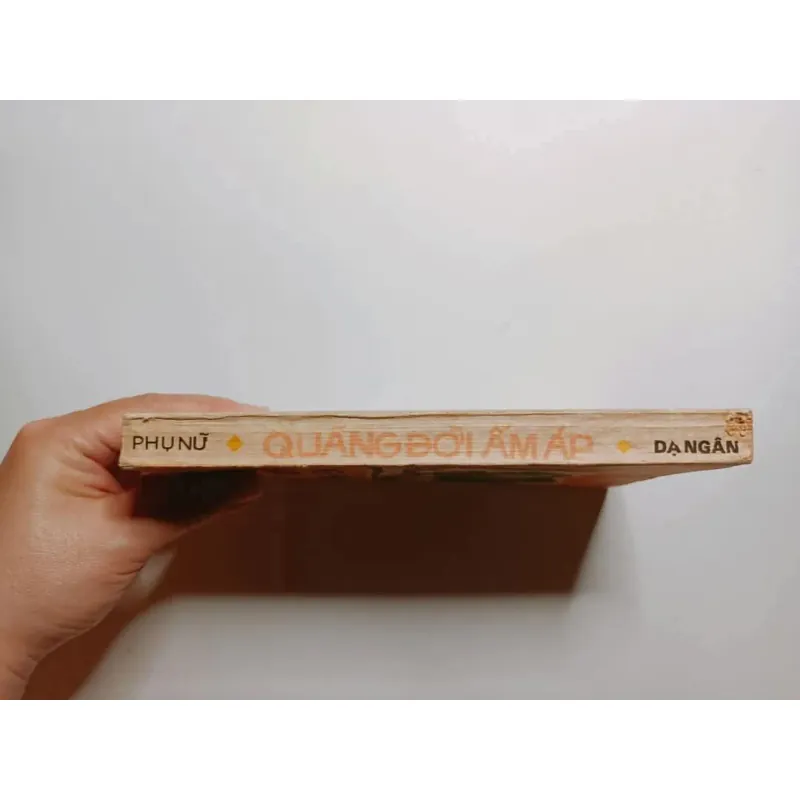 PHỤ NỮ ◆ QUÃNG ĐỜI ẤM ÁP ◆ DẠ NGÂN